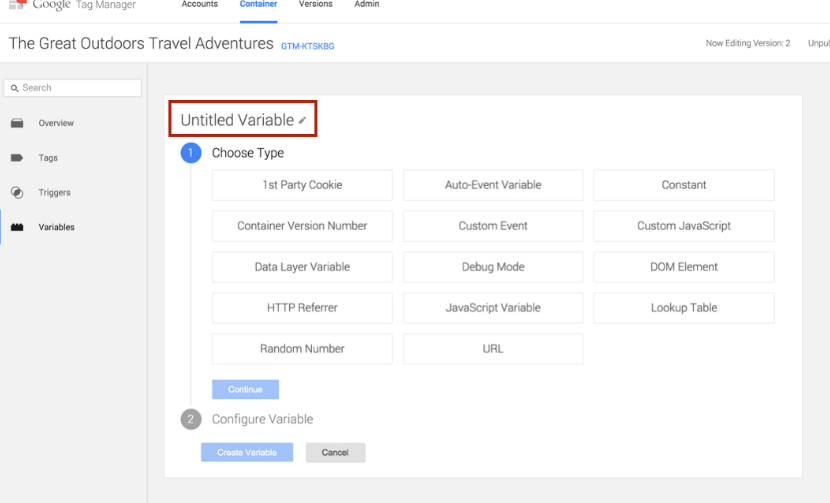 Google Tag Manager
Accounts Container Versions Admin
The Great Outdoors Travel Adventures GTM-KTSKBG
Now Editing Version: 2 Unpul
Search
Overview
Tags
Triggers
Variables
Untitled Variable
1 Choose Type
1st Party Cookie Auto-Event Variable Constant
Container Version Number Custom Event Custom JavaScript
Data Layer Variable Debug Mode DOM Element
HTTP Referrer JavaScript Variable Lookup Table
Random Number URL
Continue
2 Configure Variable
Create Variable Cancel